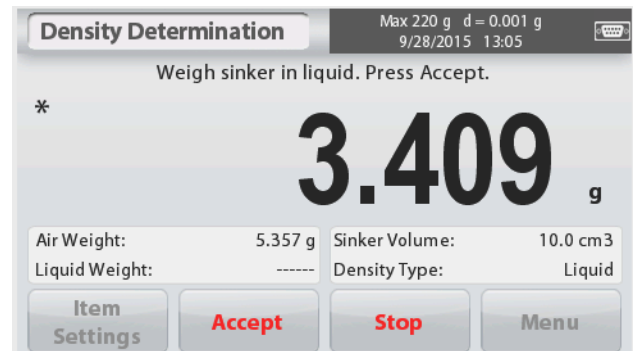 Density Determination
Max 220 g d = 0.001 g
9/28/2015 13:05
Weigh sinker in liquid. Press Accept.
*
3.409 g
Air Weight: 5.357 g
Liquid Weight: ------
Sinker Volume: 10.0 cm3
Density Type: Liquid
Item
Settings
Accept
Stop
Menu